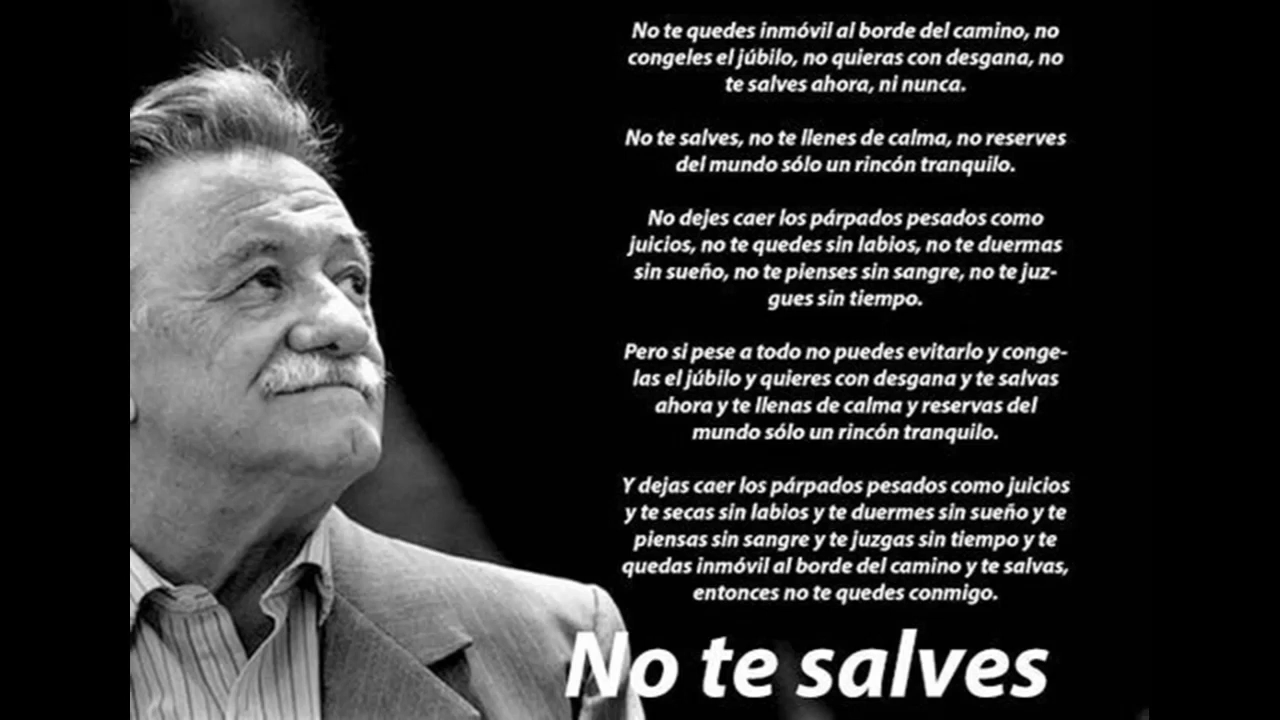 No te quedes inmóvil al borde del camino, no
congeles el júbilo, no quieras con desgana, no
te salves ahora, ni nunca.
No te salves, no te llenes de calma, no reserves
del mundo sólo un rincón tranquilo.
No dejes caer los párpados pesados como
juicios, no te quedes sin labios, no te duermas
sin sueño, no te pienses sin sangre, no te juz-
gues sin tiempo.
Pero si pese a todo no puedes evitarlo y conge-
las el júbilo y quieres con desgana y te salvas
ahora y te llenas de calma y reservas del
mundo sólo un rincón tranquilo.
Y dejas caer los párpados pesados como juicios
y te secas sin labios y te duermes sin sueño y te
piensas sin sangre y te juzgas sin tiempo y te
quedas inmóvil al borde del camino y te salvas,
entonces no te quedes conmigo.
No te salves